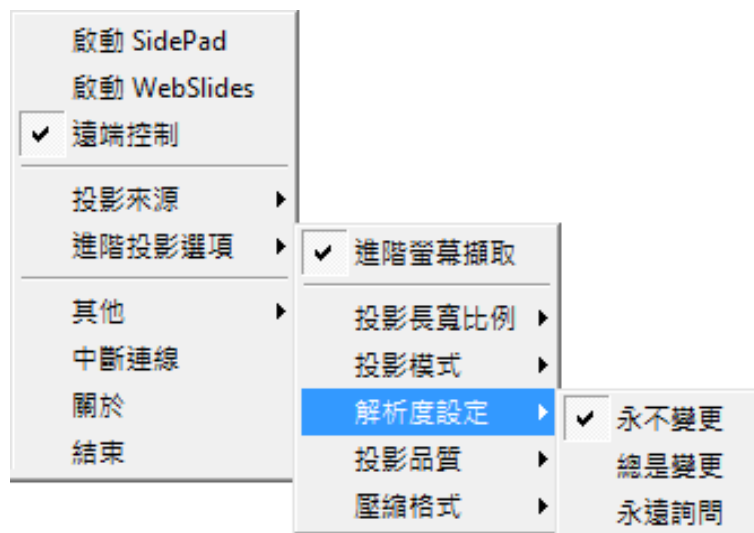 啟動 SidePad
啟動 WebSlides
遠端控制
投影來源
進階投影選項
其他
中斷連線
關於
結束
進階螢幕擷取
投影長寬比例
投影模式
解析度設定
投影品質
壓縮格式
永不變更
總是變更
永遠詢問